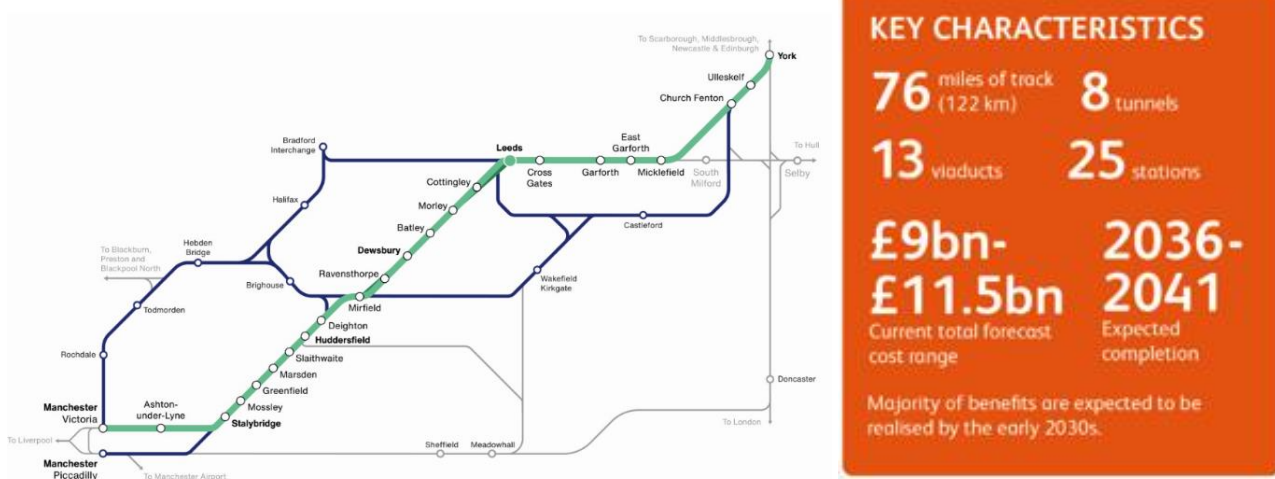 To Scarborough, Middlesbrough,
Newcastle & Edinburgh
York
Ulleskelf
Church Fenton
Bradford
Interchange
Leeds
East
Garforth
To Hull
Cross
Gates
Garforth
Micklefield
South
Milford
Selby
Cottingley
Halifax
Morley
Castleford
Batley
To Blackburn,
Preston and
Blackpool North
Hebden
Bridge
Dewsbury
Ravensthorpe
Wakefield
Kirkgate
Brighouse
Mirfield
Todmorden
Deighton
Huddersfield
Rochdale
Slaithwaite
Marsden
Greenfield
Doncaster
Manchester
Victoria
Ashton-
under-Lyne
Mossley
Stalybridge
To London
To Liverpool
Sheffield
Meadowhall
Manchester
Piccadilly
To Manchester Airport
KEY CHARACTERISTICS
76 miles of track
(122 km)
8 tunnels
13 viaducts
25 stations
£9bn-
£11.5bn
Current total forecast
cost range
2036-
2041
Expected
completion
Majority of benefits are expected to be
realised by the early 2030s.